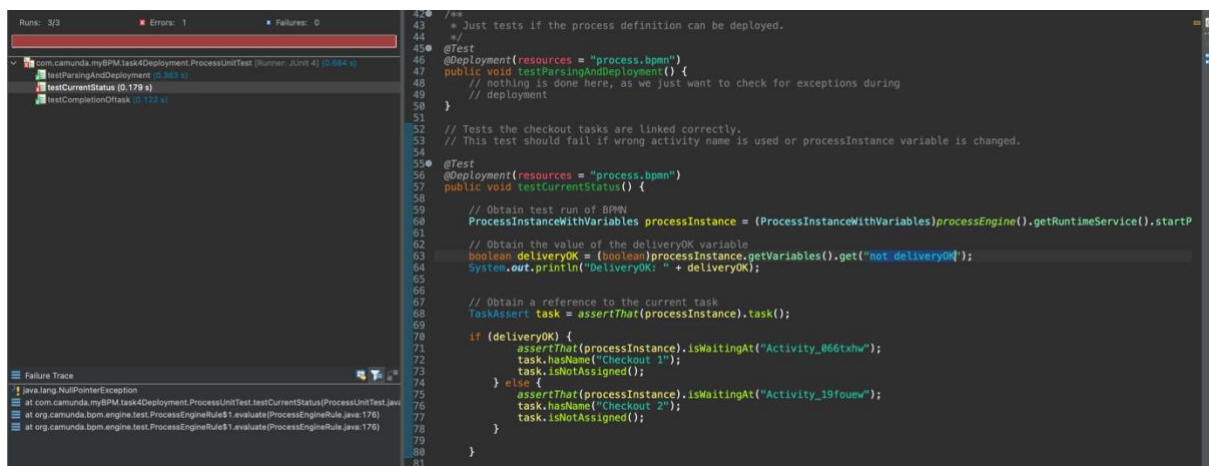 Runs: 3/3 Errors: 1 Failures: 0
com.camunda.myBPM.task4Deployment.ProcessUnitTest [Runner: JUnit 4] (0.684 s)
testParsingAndDeployment (0.383 s)
testCurrentStatus (0.179 s)
testCompletionOftask (0.122 s)
Failure Trace
java.lang.NullPointerException
at com.camunda.myBPM.task4Deployment.ProcessUnitTest.testCurrentStatus(ProcessUnitTest.java
at org.camunda.bpm.engine.test.ProcessEngineRule$1.evaluate(ProcessEngineRule.java:176)
at org.camunda.bpm.engine.test.ProcessEngineRule$1.evaluate(ProcessEngineRule.java:176)
42 /**
43 * Just tests if the process definition can be deployed.
44 */
45 @Test
46 @Deployment(resources = "process.bpmn")
47 public void testParsingAndDeployment() {
48 // nothing is done here, as we just want to check for exceptions during
49 // deployment
50 }
51
52 // Tests the checkout tasks are linked correctly.
53 // This test should fail if wrong activity name is used or processInstance variable is changed.
54
55 @Test
56 @Deployment(resources = "process.bpmn")
57 public void testCurrentStatus() {
58
59 // Obtain test run of BPMN
60 ProcessInstanceWithVariables processInstance = (ProcessInstanceWithVariables)processEngine().getRuntimeService().startP
61
62 // Obtain the value of the deliveryOK variable
63 boolean deliveryOK = (boolean)processInstance.getVariables().get("not deliveryOK");
64 System.out.println("DeliveryOK: " + deliveryOK);
65
66
67 // Obtain a reference to the current task
68 TaskAssert task = assertThat(processInstance).task();
69
70 if (deliveryOK) {
71 assertThat(processInstance).isWaitingAt("Activity_066txhw");
72 task.hasName("Checkout 1");
73 task.isNotAssigned();
74 } else {
75 assertThat(processInstance).isWaitingAt("Activity_19fouew");
76 task.hasName("Checkout 2");
77 task.isNotAssigned();
78 }
79
80 }
81